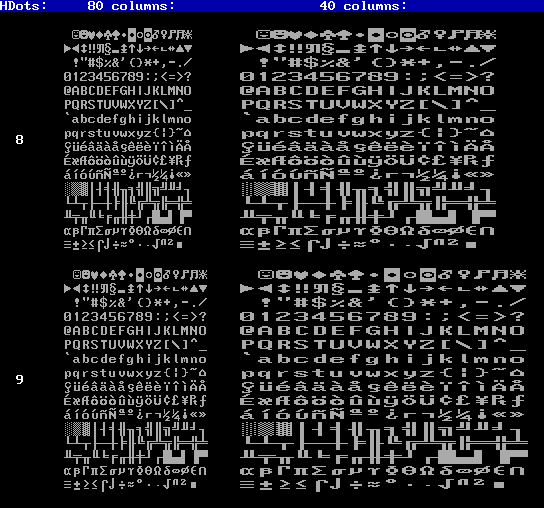 HDots: 80 columns: 40 columns:
8
☺☻♥♦♣♠•◘○◙♂♀♪♫☼
►◄↕‼¶§▬↨↑↓→←∟↔▲▼
!"#$%&'()*+,-./
0123456789:;<=>?
@ABCDEFGHIJKLMNO
PQRSTUVWXYZ[\]^_
`abcdefghijklmno
pqrstuvwxyz{|}~⌂
ÇüéâäàåçêëèïîìÄÅ
ÉæÆôöòûùÿÖÜ¢£¥₧ƒ
áíóúñÑªº¿⌐¬½¼¡«»
░▒▓│┤╡╢╖╕╣║╗╝╜╛┐
└┴┬├─┼╞╟╚╔╩╦╠═╬╧
╨╤╥╙╘╒╓╫╪┘┌█▄▌▐▀
αßΓπΣσµτΦΘΩδ∞φε∩
≡±≥≤⌠⌡÷≈°∙·√ⁿ²■
☺☻♥♦♣♠•◘○◙♂♀♪♫☼
►◄↕‼¶§▬↨↑↓→←∟↔▲▼
!"#$%&'()*+,-./
0123456789:;<=>?
@ABCDEFGHIJKLMNO
PQRSTUVWXYZ[\]^_
`abcdefghijklmno
pqrstuvwxyz{|}~⌂
ÇüéâäàåçêëèïîìÄÅ
ÉæÆôöòûùÿÖÜ¢£¥₧ƒ
áíóúñÑªº¿⌐¬½¼¡«»
░▒▓│┤╡╢╖╕╣║╗╝╜╛┐
└┴┬├─┼╞╟╚╔╩╦╠═╬╧
╨╤╥╙╘╒╓╫╪┘┌█▄▌▐▀
αßΓπΣσµτΦΘΩδ∞φε∩
≡±≥≤⌠⌡÷≈°∙·√ⁿ²■
9
☺☻♥♦♣♠•◘○◙♂♀♪♫☼
►◄↕‼¶§▬↨↑↓→←∟↔▲▼
!"#$%&'()*+,-./
0123456789:;<=>?
@ABCDEFGHIJKLMNO
PQRSTUVWXYZ[\]^_
`abcdefghijklmno
pqrstuvwxyz{|}~⌂
ÇüéâäàåçêëèïîìÄÅ
ÉæÆôöòûùÿÖÜ¢£¥₧ƒ
áíóúñÑªº¿⌐¬½¼¡«»
░▒▓│┤╡╢╖╕╣║╗╝╜╛┐
└┴┬├─┼╞╟╚╔╩╦╠═╬╧
╨╤╥╙╘╒╓╫╪┘┌█▄▌▐▀
αßΓπΣσµτΦΘΩδ∞φε∩
≡±≥≤⌠⌡÷≈°∙·√ⁿ²■
☺☻♥♦♣♠•◘○◙♂♀♪♫☼
►◄↕‼¶§▬↨↑↓→←∟↔▲▼
!"#$%&'()*+,-./
0123456789:;<=>?
@ABCDEFGHIJKLMNO
PQRSTUVWXYZ[\]^_
`abcdefghijklmno
pqrstuvwxyz{|}~⌂
ÇüéâäàåçêëèïîìÄÅ
ÉæÆôöòûùÿÖÜ¢£¥₧ƒ
áíóúñÑªº¿⌐¬½¼¡«»
░▒▓│┤╡╢╖╕╣║╗╝╜╛┐
└┴┬├─┼╞╟╚╔╩╦╠═╬╧
╨╤╥╙╘╒╓╫╪┘┌█▄▌▐▀
αßΓπΣσµτΦΘΩδ∞φε∩
≡±≥≤⌠⌡÷≈°∙·√ⁿ²■